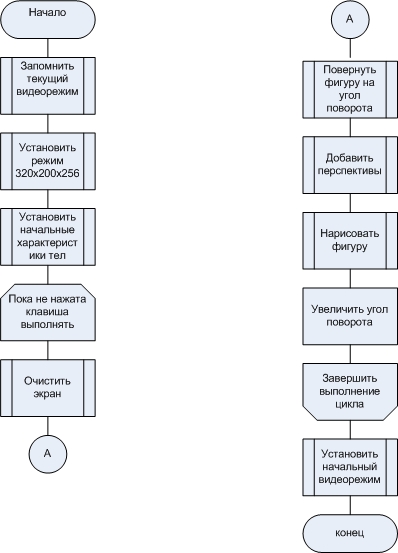 Начало
Запомнить
текущий
видеорежим
Установить
режим
320x200x256
Установить
начальные
характерист
ики тел
Пока не нажата
клавиша
выполнять
Очистить
экран
А
А
Повернуть
фигуру на
угол
поворота
Добавить
перспективы
Нарисовать
фигуру
Увеличить угол
поворота
Завершить
выполнение
цикла
Установить
начальный
видеорежим
конец